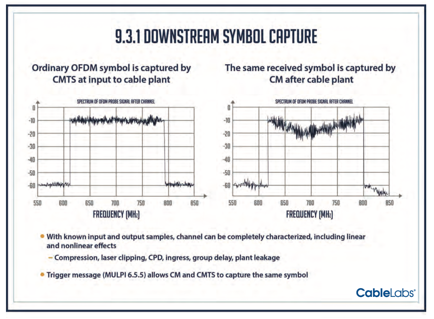 9.3.1 DOWNSTREAM SYMBOL CAPTURE
Ordinary OFDM symbol is captured by
CMTS at input to cable plant
The same received symbol is captured by
CM after cable plant
SPECTRUM OF OFDM PROBE SIGNAL AFTER CHANNEL
0
-10
-20
-30
-40
-50
-60
550 600 650 700 750 800 850
FREQUENCY (MHz)
SPECTRUM OF OFDM PROBE SIGNAL AFTER CHANNEL
0
-10
-20
-30
-40
-50
-60
550 600 650 700 750 800 850
FREQUENCY (MHz)
• With known input and output samples, channel can be completely characterized, including linear
and nonlinear effects
– Compression, laser clipping, CPD, ingress, group delay, plant leakage
• Trigger message (MULPI 6.5.5) allows CM and CMTS to capture the same symbol
CableLabs®